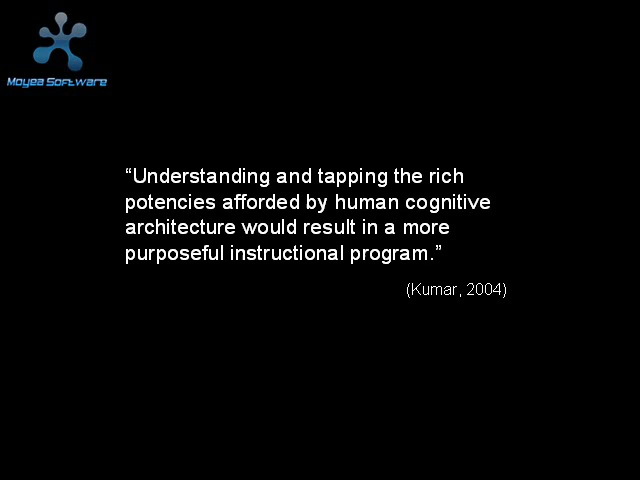 Moyea Software
“Understanding and tapping the rich
potencies afforded by human cognitive
architecture would result in a more
purposeful instructional program.”
(Kumar, 2004)